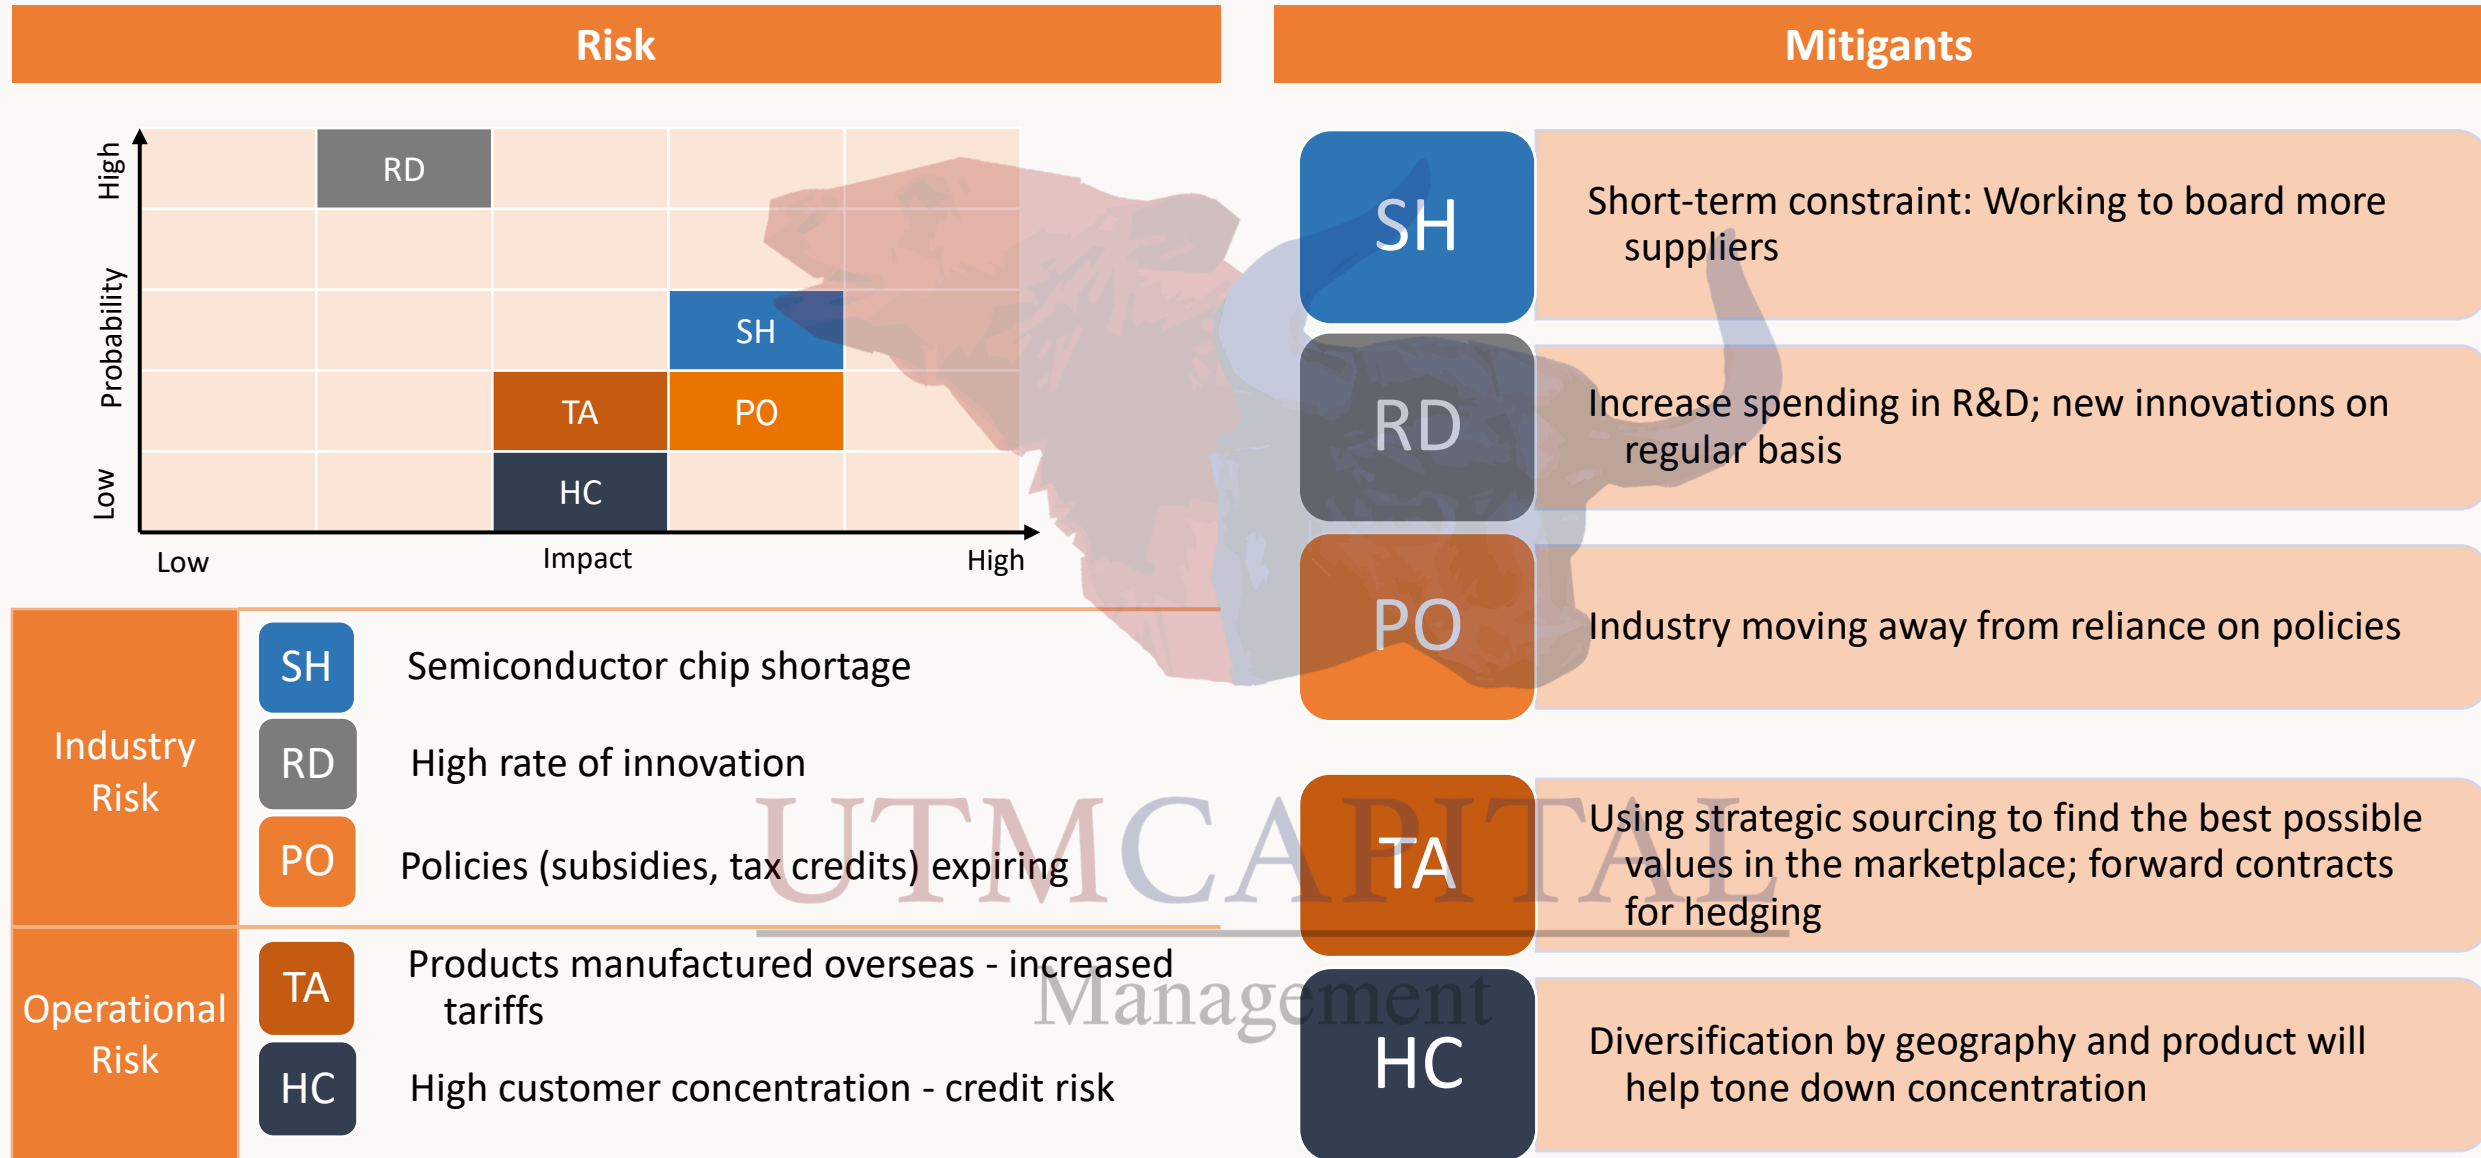 Risk
High
Probability
Low
RD
SH
TA
PO
HC
Low
Impact
High
Industry
Risk
SH
Semiconductor chip shortage
RD
High rate of innovation
PO
Policies (subsidies, tax credits) expiring
Operational
Risk
TA
Products manufactured overseas - increased
tariffs
HC
High customer concentration - credit risk
Mitigants
SH
Short-term constraint: Working to board more
suppliers
RD
Increase spending in R&D; new innovations on
regular basis
PO
Industry moving away from reliance on policies
TA
Using strategic sourcing to find the best possible
values in the marketplace; forward contracts
for hedging
HC
Diversification by geography and product will
help tone down concentration
UTMCAPITAL
Management